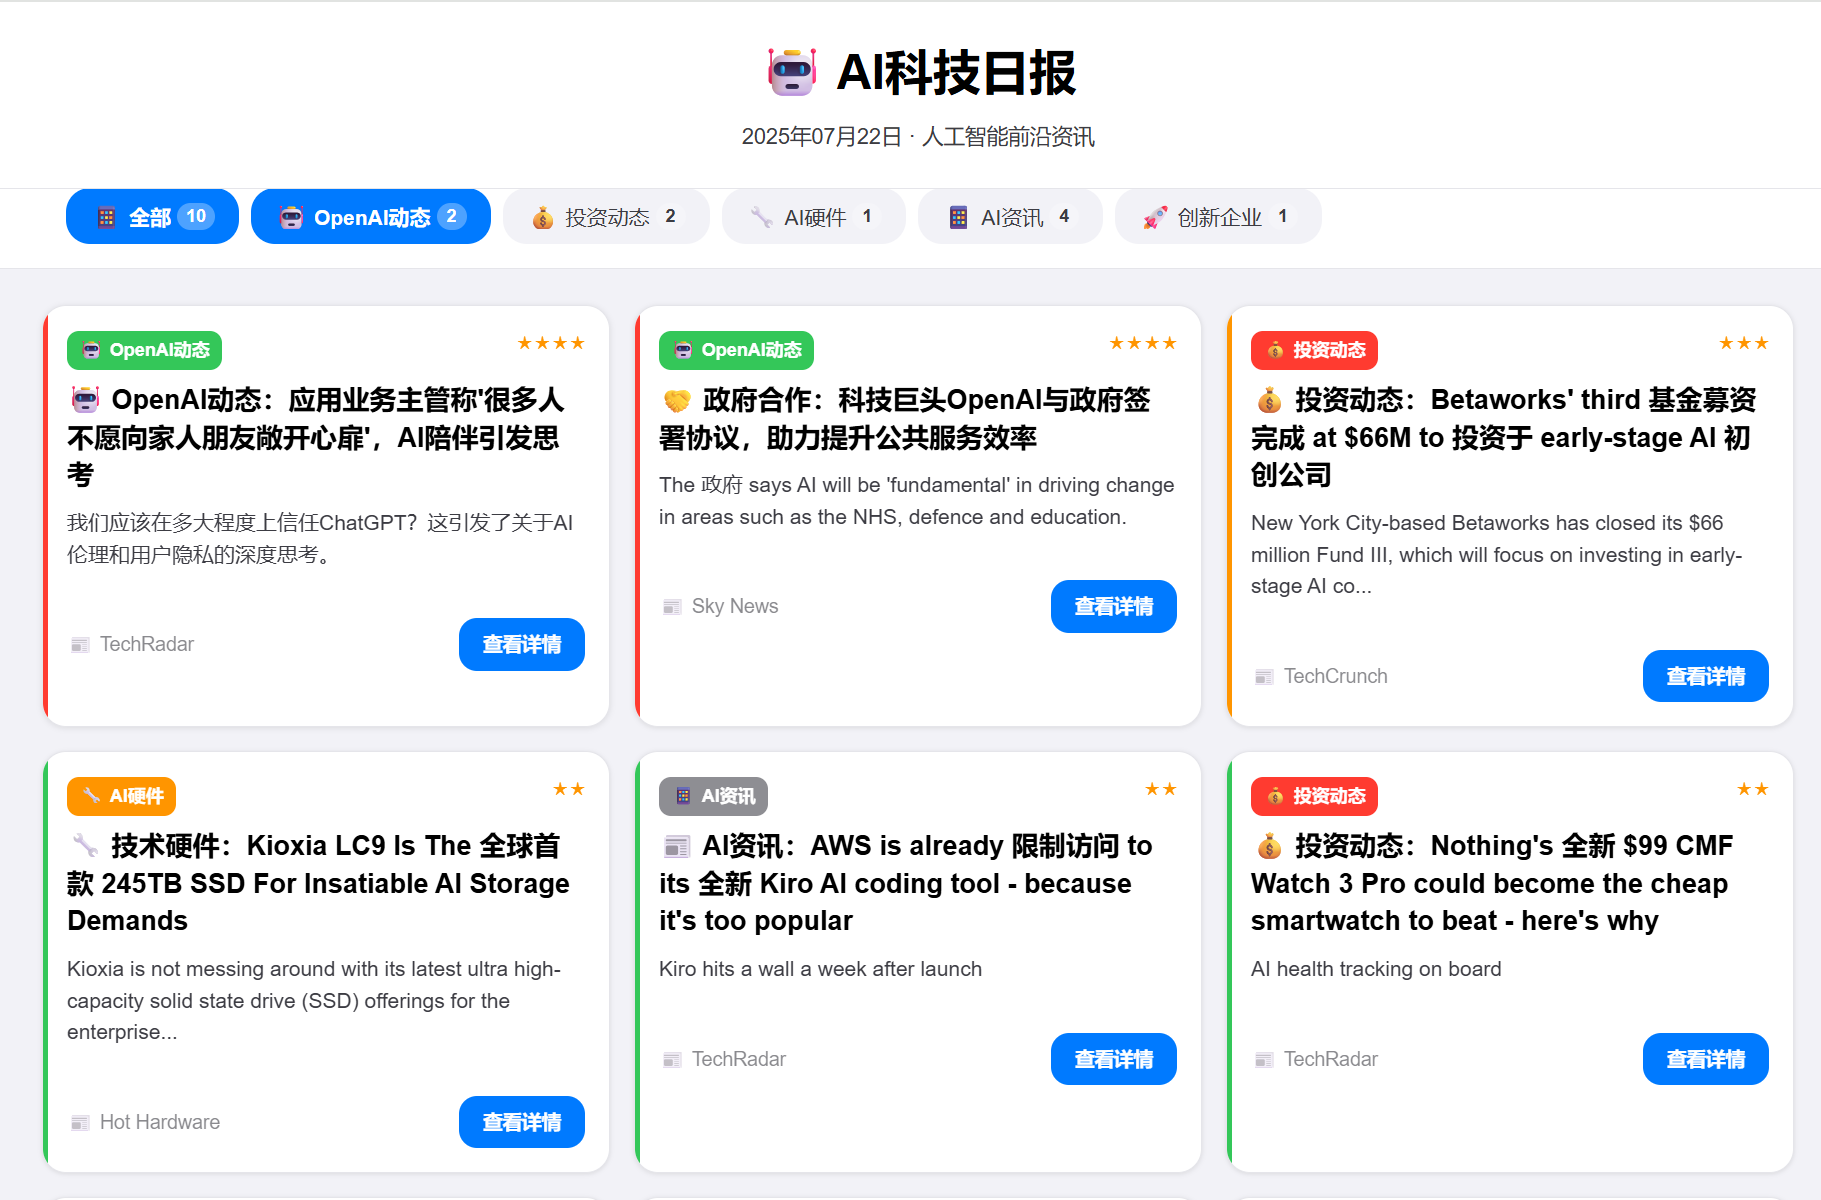 AI科技日报
2025年07月22日 · 人工智能前沿资讯
全部 10
OpenAI动态 2
投资动态 2
AI硬件 1
AI资讯 4
创新企业 1
OpenAI动态
★★★★
OpenAI动态：应用业务主管称'很多人
不愿向家人朋友敞开心扉'，AI陪伴引发思
考
我们应该在多大程度上信任ChatGPT？这引发了关于AI
伦理和用户隐私的深度思考。
TechRadar
查看详情
OpenAI动态
★★★★
政府合作：科技巨头OpenAI与政府签
署协议，助力提升公共服务效率
The 政府 says AI will be 'fundamental' in driving change
in areas such as the NHS, defence and education.
Sky News
查看详情
投资动态
★★★
投资动态：Betaworks' third 基金募资
完成 at $66M to 投资于 early-stage AI 初
创公司
New York City-based Betaworks has closed its $66
million Fund III, which will focus on investing in early-
stage AI co...
TechCrunch
查看详情
AI硬件
★★
技术硬件：Kioxia LC9 Is The 全球首
款 245TB SSD For Insatiable AI Storage
Demands
Kioxia is not messing around with its latest ultra high-
capacity solid state drive (SSD) offerings for the
enterprise...
Hot Hardware
查看详情
AI资讯
★★
AI资讯：AWS is already 限制访问 to
its 全新 Kiro AI coding tool - because
it's too popular
Kiro hits a wall a week after launch
TechRadar
查看详情
投资动态
★★
投资动态：Nothing's 全新 $99 CMF
Watch 3 Pro could become the cheap
smartwatch to beat - here's why
AI health tracking on board
TechRadar
查看详情